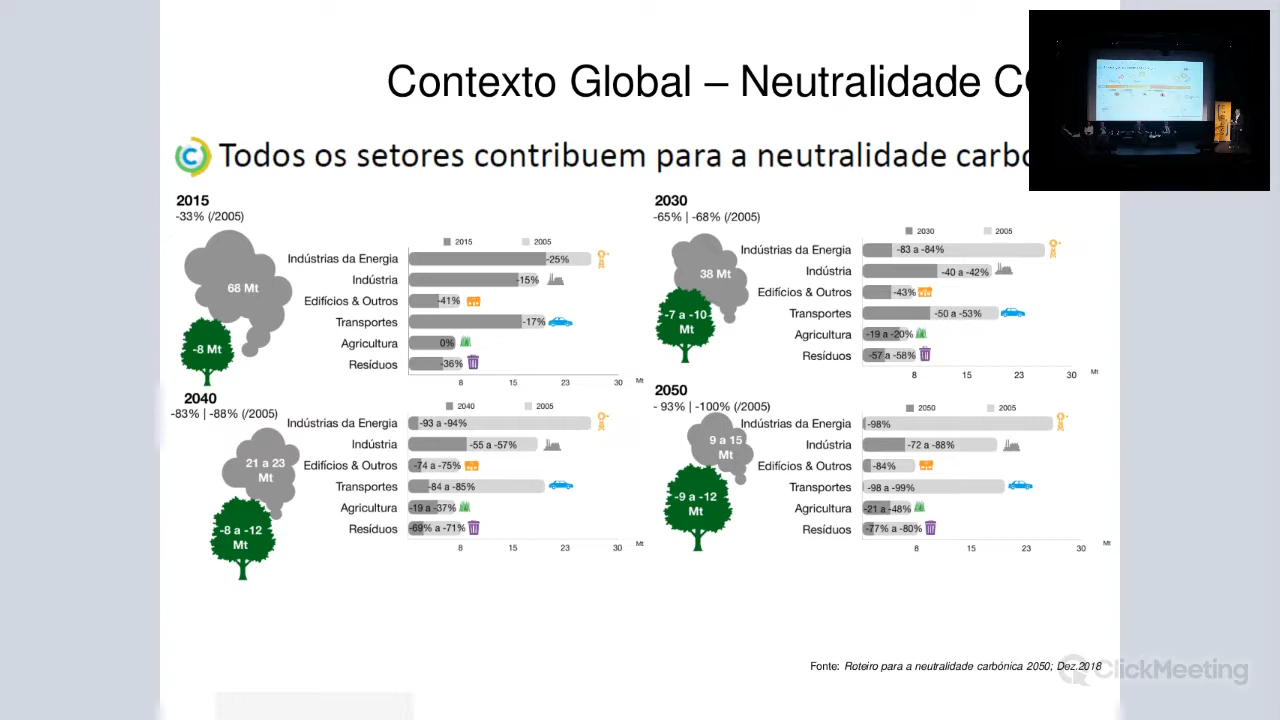 Contexto Global – Neutralidade
Todos os setores contribuem para a neutralidade
2015
-33% (/2005)
2015 2005
68 Mt
-8 Mt
Indústrias da Energia -25%
Indústria -15%
Edifícios & Outros -41%
Transportes -17%
Agricultura 0%
Resíduos -36%
8 15 23 30 Mt
2030
-65% | -68% (/2005)
2030 2005
38 Mt
-7 a -10
Mt
Indústrias da Energia -83 a -84%
Indústria -40 a -42%
Edifícios & Outros -43%
Transportes -50 a -53%
Agricultura -19 a -20%
Resíduos -57 a -58%
8 15 23 30 Mt
2040
-83% | -88% (/2005)
2040 2005
21 a 23
Mt
-8 a -12
Mt
Indústrias da Energia -93 a -94%
Indústria -55 a -57%
Edifícios & Outros -74 a -75%
Transportes -84 a -85%
Agricultura -19 a -37%
Resíduos -69% a -71%
8 15 23 30 Mt
2050
- 93% | -100% (/2005)
2050 2005
9 a 15
Mt
-9 a -12
Mt
Indústrias da Energia -98%
Indústria -72 a -88%
Edifícios & Outros -84%
Transportes -98 a -99%
Agricultura -21 a -48%
Resíduos -77% a -80%
8 15 23 30 Mt
Fonte: Roteiro para a neutralidade carbónica 2050; Dez.2018
ClickMeeting